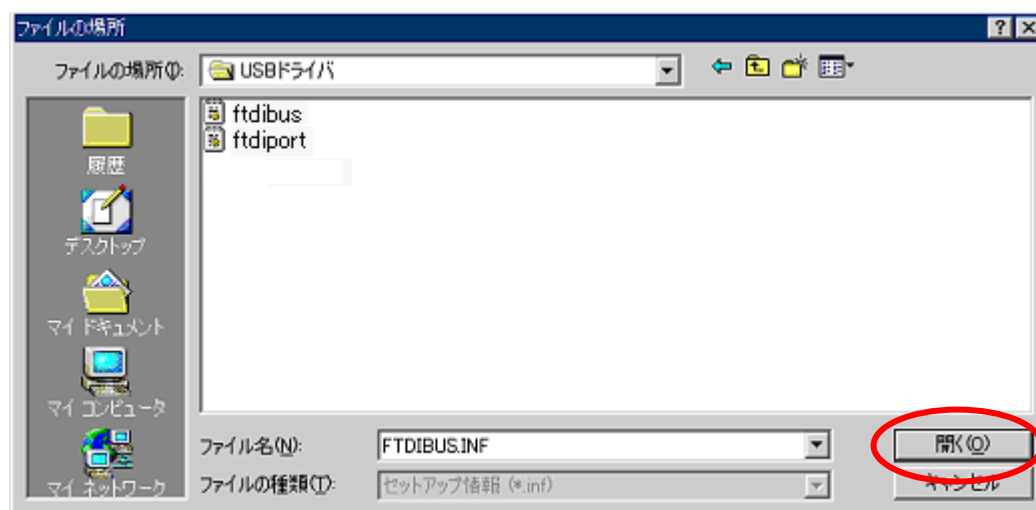 ファイルの場所
ファイルの場所(I):
USBドライバ
ftdibus
ftdiport
履歴
デスクトップ
マイ ドキュメント
マイ コンピュータ
マイ ネットワーク
ファイル名(N):
FTDIBUS.INF
開く(O)
ファイルの種類(T):
セットアップ情報 (*.inf)
キャンセル